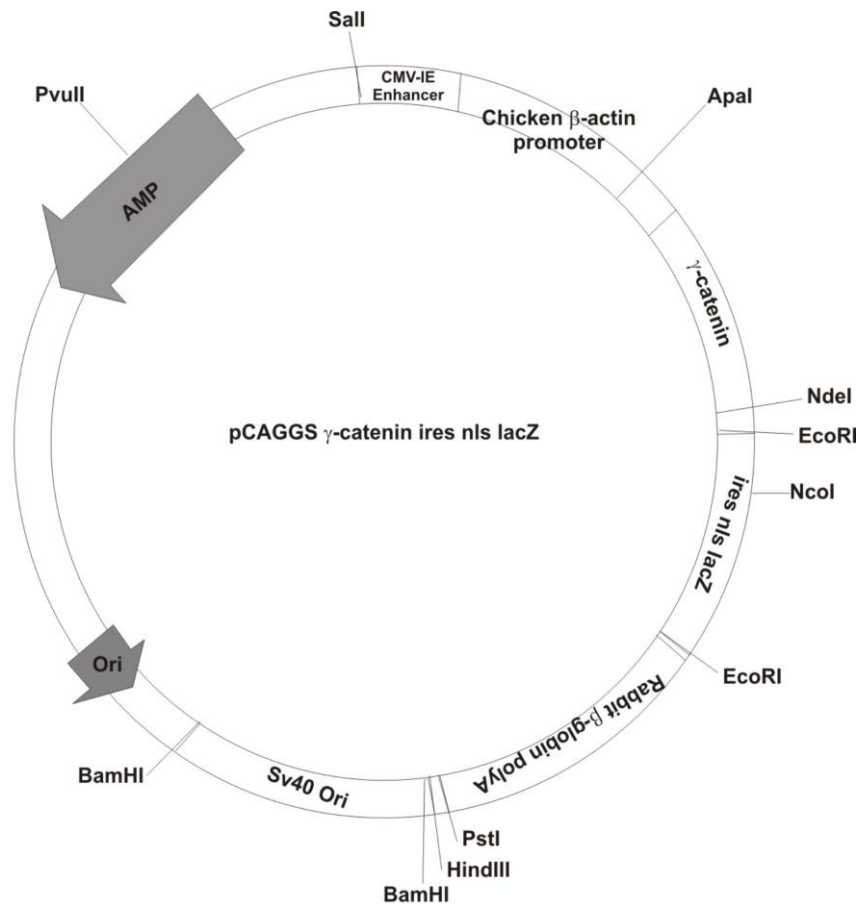 SalI
CMV-IE
Enhancer
Chicken β-actin
promoter
ApaI
PvuII
AMP
γ-catenin
NdeI
EcoRI
NcoI
pCAGGS γ-catenin ires nls lacZ
ires nls lacZ
EcoRI
Ori
Rabbit β-globin polyA
BamHI
Sv40 Ori
PstI
HindIII
BamHI